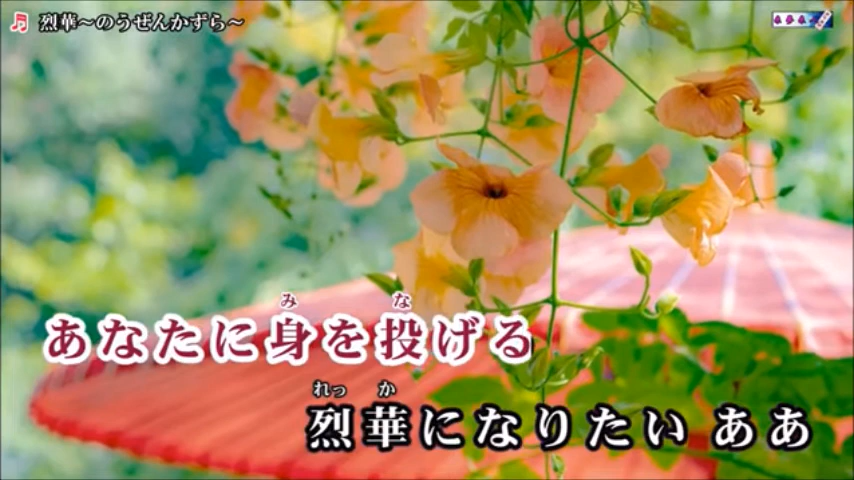 烈華～のうぜんかずら～
み な
あなたに身を投げる
れっ か
烈華になりたい ああ